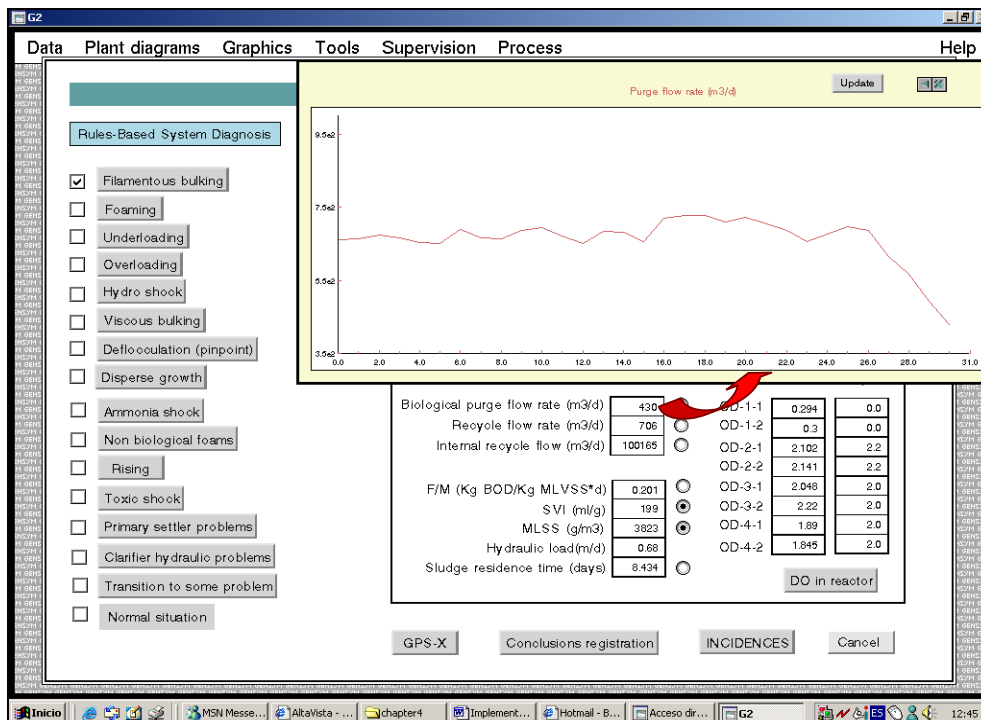 G2
Data Plant diagrams Graphics Tools Supervision Process Help
Purge flow rate (m3/d)
Update
9.5e2
7.5e2
5.5e2
3.5e2
0.0 2.0 4.0 6.0 8.0 10.0 12.0 14.0 16.0 18.0 20.0 22.0 24.0 26.0 28.0 31.0
Rules-Based System Diagnosis
Filamentous bulking
Foaming
Underloading
Overloading
Hydro shock
Viscous bulking
Deflocculation (pinpoint)
Disperse growth
Ammonia shock
Non biological foams
Rising
Toxic shock
Primary settler problems
Clarifier hydraulic problems
Transition to some problem
Normal situation
Biological purge flow rate (m3/d) 430
Recycle flow rate (m3/d) 706
Internal recycle flow (m3/d) 100165
F/M (Kg BOD/Kg MLVSS*d) 0.201
SVI (ml/g) 199
MLSS (g/m3) 3823
Hydraulic load(m/d) 0.68
Sludge residence time (days) 8.434
OD-1-1 0.294 0.0
OD-1-2 0.3 0.0
OD-2-1 2.102 2.2
OD-2-2 2.141 2.2
OD-3-1 2.048 2.0
OD-3-2 2.22 2.0
OD-4-1 1.89 2.0
OD-4-2 1.845 2.0
DO in reactor
GPS-X Conclusions registration INCIDENCES Cancel
Inicio MSN Messe... AltaVista - ... chapter4 Implement... Hotmail - B... Acceso dir... G2 ES 12:45